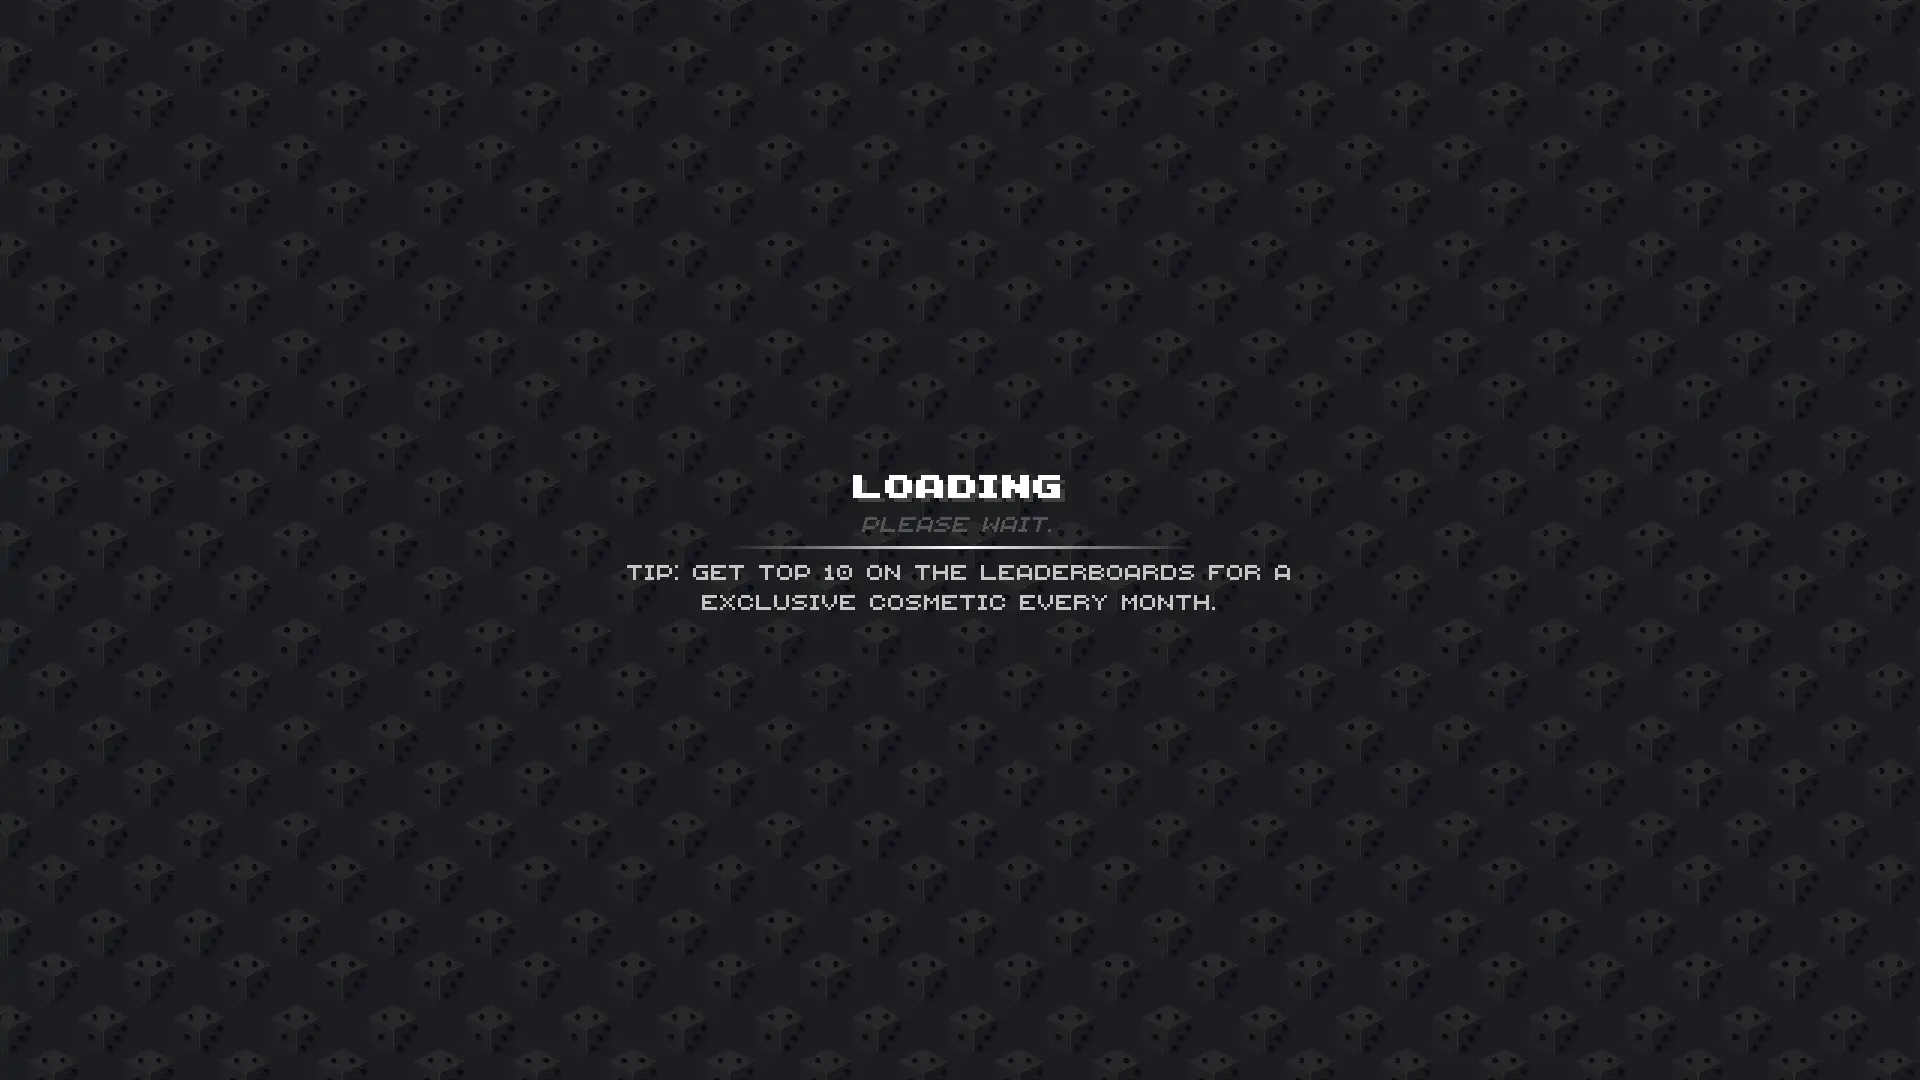 LOADING
PLEASE WAIT.
TIP: GET TOP 10 ON THE LEADERBOARDS FOR A
EXCLUSIVE COSMETIC EVERY MONTH.